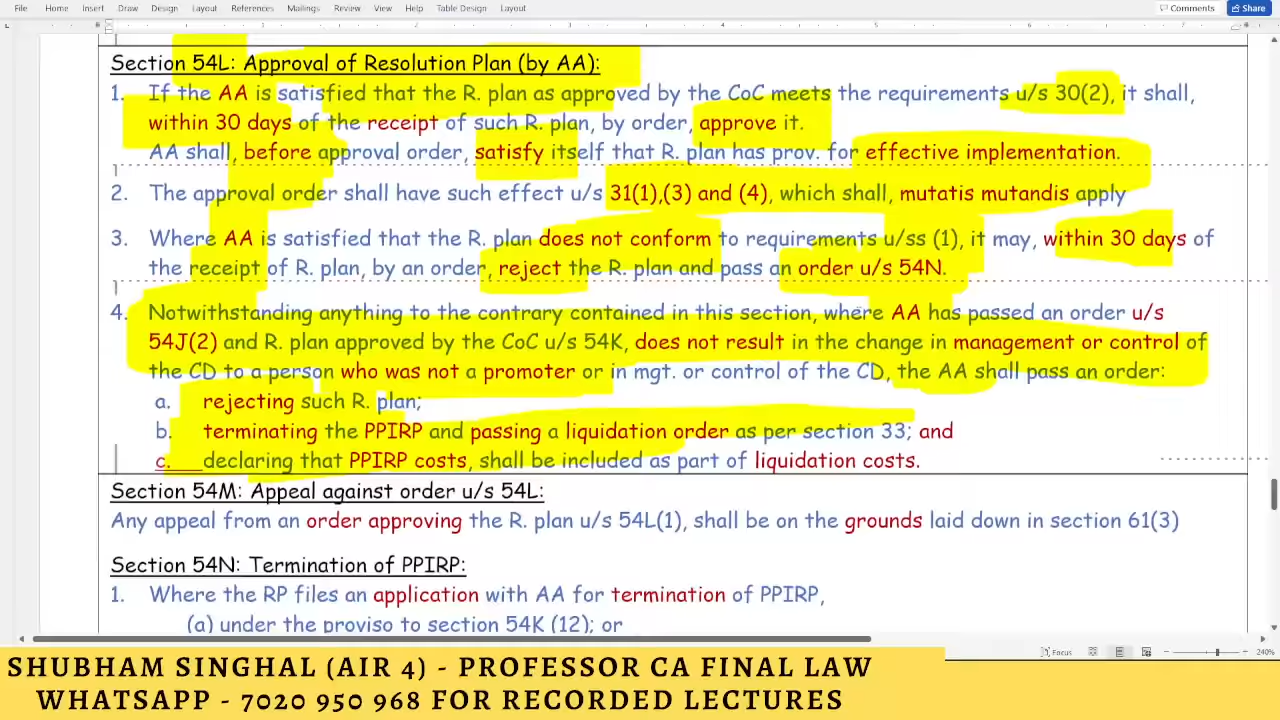 File Home Insert Draw Design Layout References Mailings Review View Help Table Design Layout Comments Share
Section 54L: Approval of Resolution Plan (by AA):
1. If the AA is satisfied that the R. plan as approved by the CoC meets the requirements u/s 30(2), it shall,
within 30 days of the receipt of such R. plan, by order, approve it.
AA shall, before approval order, satisfy itself that R. plan has prov. for effective implementation.
2. The approval order shall have such effect u/s 31(1),(3) and (4), which shall, mutatis mutandis apply
3. Where AA is satisfied that the R. plan does not conform to requirements u/ss (1), it may, within 30 days of
the receipt of R. plan, by an order, reject the R. plan and pass an order u/s 54N.
4. Notwithstanding anything to the contrary contained in this section, where AA has passed an order u/s
54J(2) and R. plan approved by the CoC u/s 54K, does not result in the change in management or control of
the CD to a person who was not a promoter or in mgt. or control of the CD, the AA shall pass an order:
a. rejecting such R. plan;
b. terminating the PPIRP and passing a liquidation order as per section 33; and
c. declaring that PPIRP costs, shall be included as part of liquidation costs.
Section 54M: Appeal against order u/s 54L:
Any appeal from an order approving the R. plan u/s 54L(1), shall be on the grounds laid down in section 61(3)
Section 54N: Termination of PPIRP:
1. Where the RP files an application with AA for termination of PPIRP,
(a) under the proviso to section 54K (12); or
Focus 240%
SHUBHAM SINGHAL (AIR 4) - PROFESSOR CA FINAL LAW
WHATSAPP - 7020 950 968 FOR RECORDED LECTURES